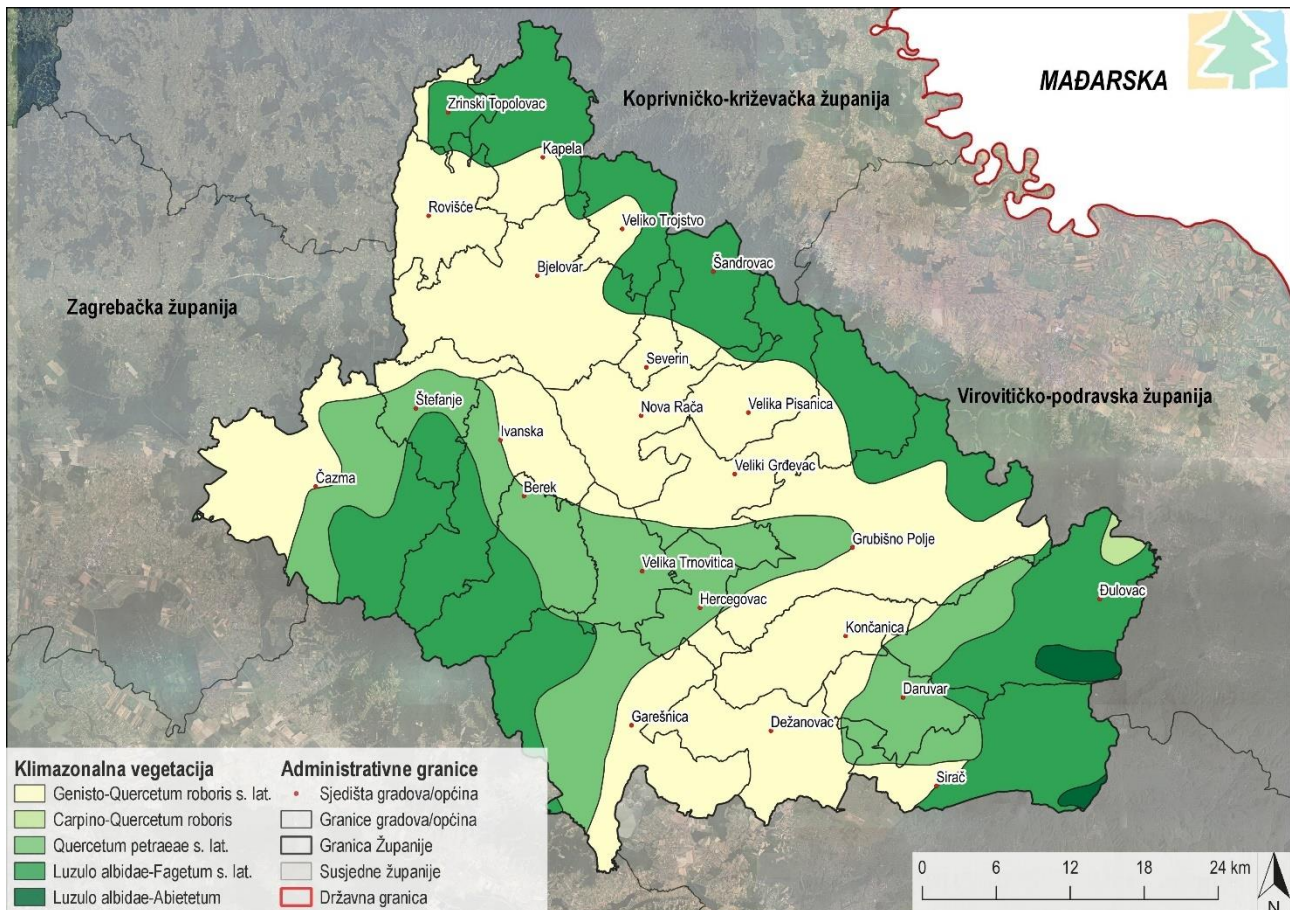 MAĐARSKA
Koprivničko-križevačka županija
Zrinski Topolovac
Kapela
Rovišće
Veliko Trojstvo
Bjelovar
Šandrovac
Zagrebačka županija
Severin
Virovitičko-podravska županija
Štefanje
Nova Rača
Velika Pisanica
Ivanska
Čazma
Veliki Grđevac
Berek
Grubišno Polje
Velika Trnovitica
Đulovac
Hercegovac
Končanica
Daruvar
Garešnica
Dežanovac
Sirač
Klimazonalna vegetacija
Genisto-Quercetum roboris s. lat.
Carpino-Quercetum roboris
Quercetum petraeae s. lat.
Luzulo albidae-Fagetum s. lat.
Luzulo albidae-Abietetum
Administrativne granice
Sjedišta gradova/općina
Granice gradova/općina
Granica Županije
Susjedne županije
Državna granica
0 6 12 18 24 km
N